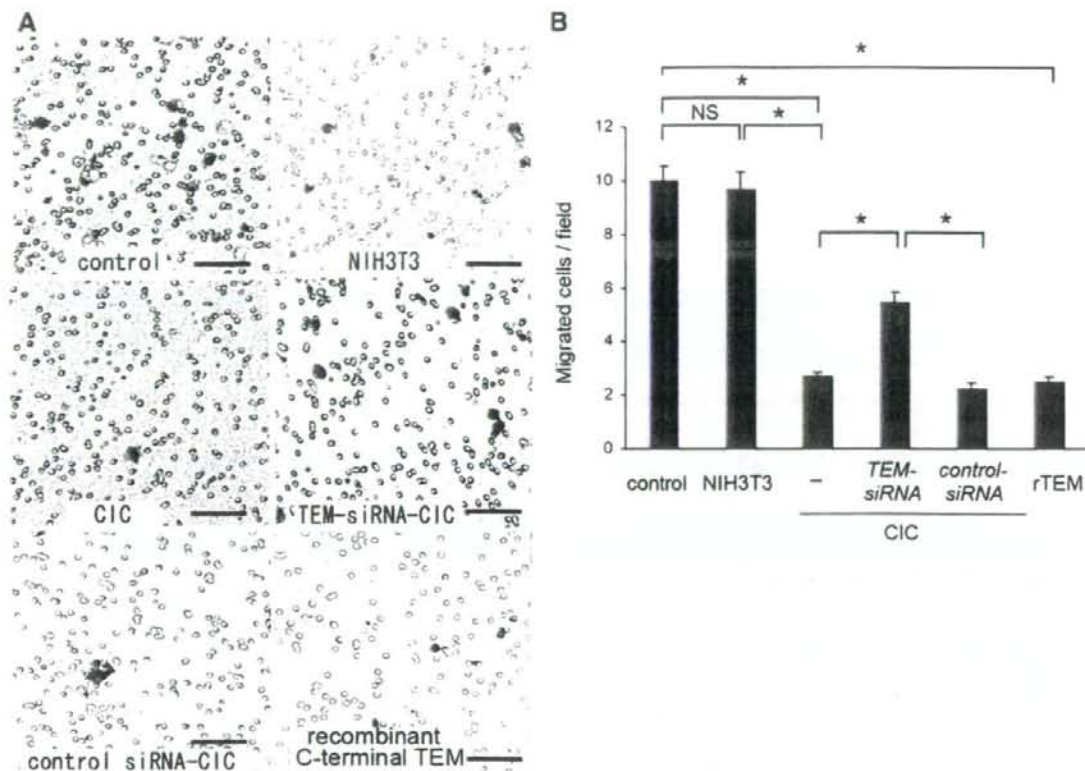 A
control
NIH3T3
CIC
TEM-siRNA-CIC
control siRNA-CIC
recombinant
C-terminal TEM
B
*
*
NS
*
*
*
Migrated cells / field
12
10
8
6
4
2
0
control
NIH3T3
–
TEM-
siRNA
control-
siRNA
rTEM
CIC